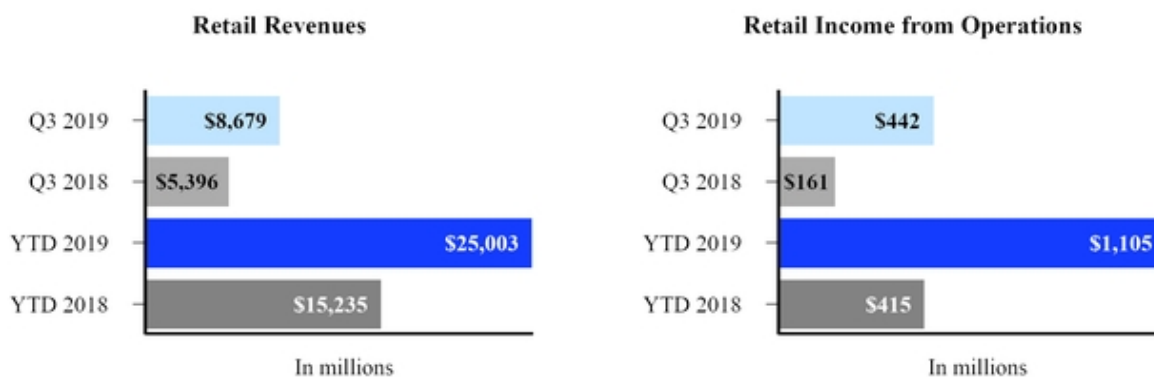 Retail Revenues
Q3 2019 $8,679
Q3 2018 $5,396
YTD 2019 $25,003
YTD 2018 $15,235
In millions
Retail Income from Operations
Q3 2019 $442
Q3 2018 $161
YTD 2019 $1,105
YTD 2018 $415
In millions